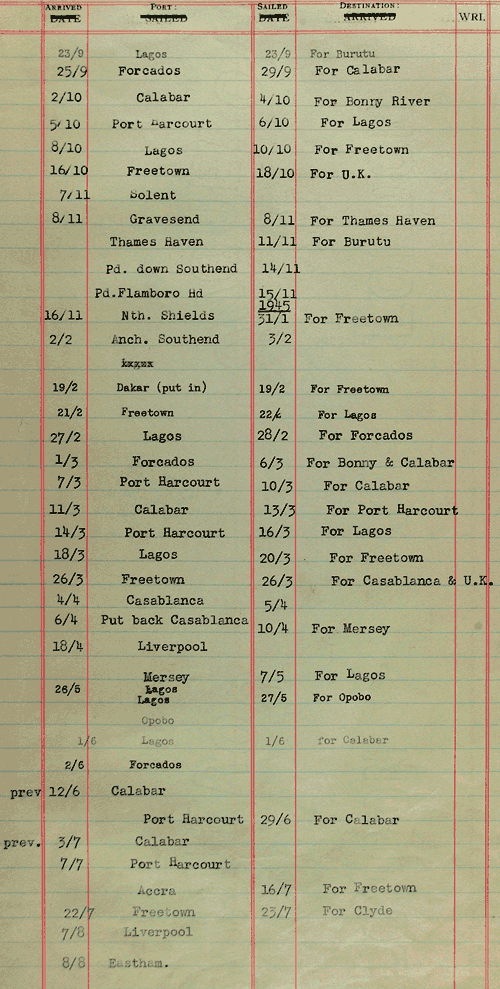 ARRIVED DATE PORT: SAILED SAILED DATE DESTINATION: ARRIVED WRI.
23/9 Lagos 23/9 For Burutu
25/9 Forcados 29/9 For Calabar
2/10 Calabar 4/10 For Bonny River
5/10 Port Harcourt 6/10 For Lagos
8/10 Lagos 10/10 For Freetown
16/10 Freetown 18/10 For U.K.
7/11 Solent
8/11 Gravesend 8/11 For Thames Haven
Thames Haven 11/11 For Burutu
Pd. down Southend 14/11
Pd.Flamboro Hd 15/11
1945
16/11 Nth. Shields 31/1 For Freetown
2/2 Anch. Southend 3/2
19/2 Dakar (put in) 19/2 For Freetown
21/2 Freetown 22/2 For Lagos
27/2 Lagos 28/2 For Forcados
1/3 Forcados 6/3 For Bonny & Calabar
7/3 Port Harcourt 10/3 For Calabar
11/3 Calabar 13/3 For Port Harcourt
14/3 Port Harcourt 16/3 For Lagos
18/3 Lagos 20/3 For Freetown
26/3 Freetown 26/3 For Casablanca & U.K.
4/4 Casablanca 5/4
6/4 Put back Casablanca 10/4 For Mersey
18/4 Liverpool
Mersey 7/5 For Lagos
26/5 Lagos
Lagos 27/5 For Opobo
Opobo
1/6 Lagos 1/6 for Calabar
2/6 Forcados
prev 12/6 Calabar
Port Harcourt 29/6 For Calabar
prev. 3/7 Calabar
7/7 Port Harcourt
Accra 16/7 For Freetown
22/7 Freetown 23/7 For Clyde
7/8 Liverpool
8/8 Eastham.